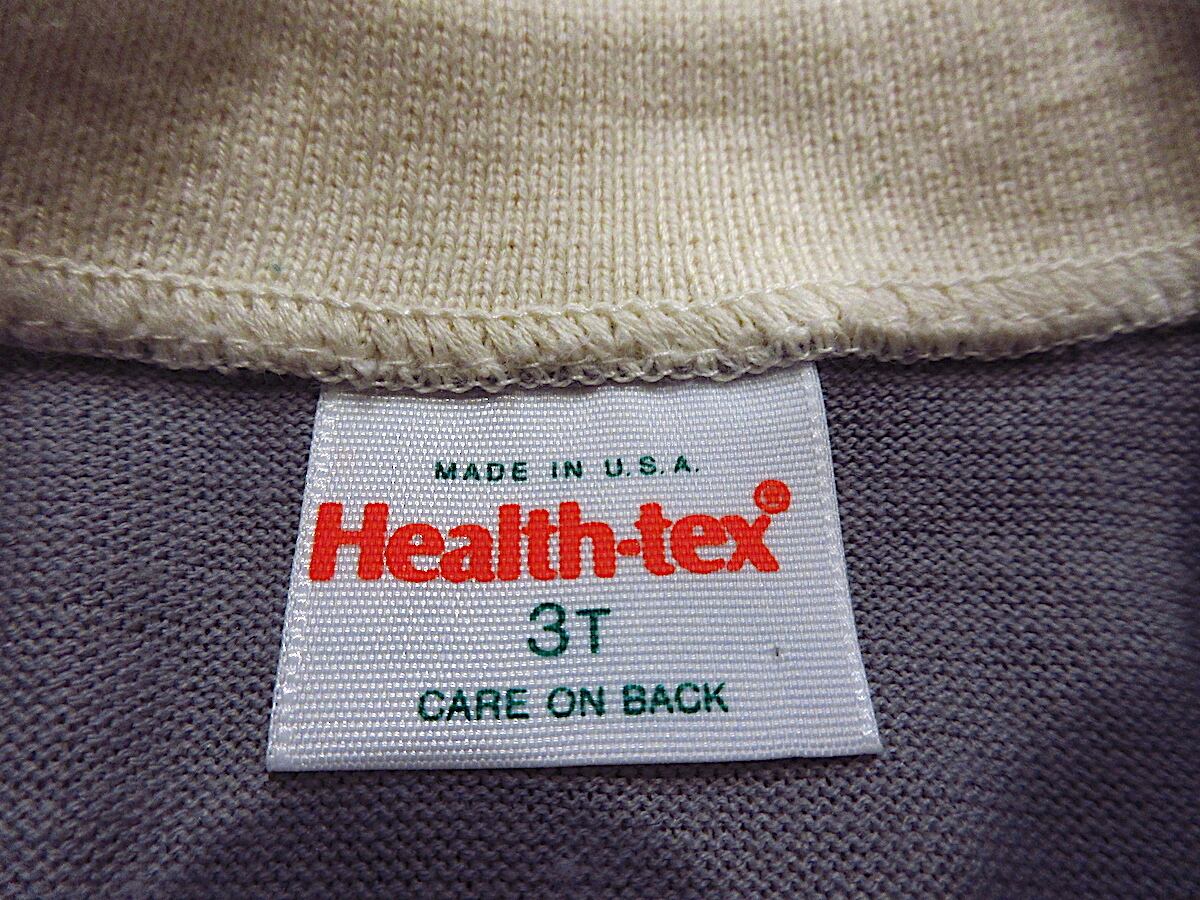 MADE IN U.S.A.
Health-tex®
3T
CARE ON BACK